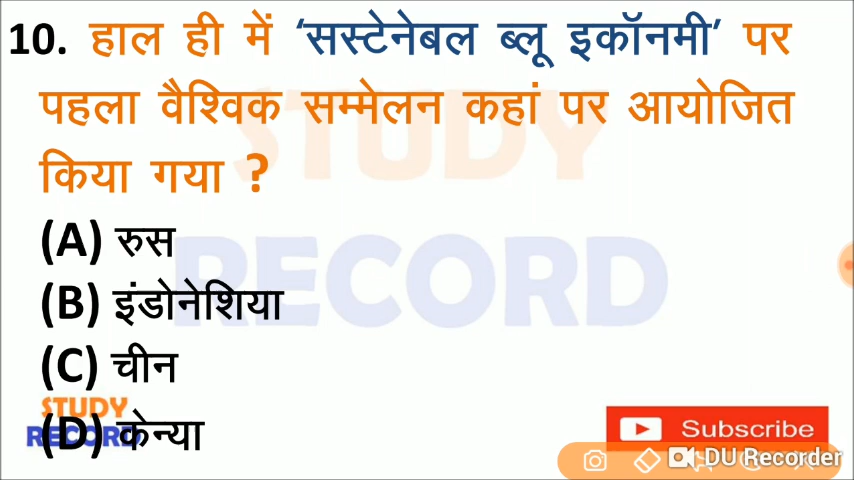 10. हाल ही में ‘सस्टेनेबल ब्लू इकॉनमी’ पर
पहला वैश्विक सम्मेलन कहां पर आयोजित
किया गया ?
STUDY
RECORD
(A) रुस
(B) इंडोनेशिया
(C) चीन
STUDY
RECORD
(D) केन्या
Subscribe
DU Recorder